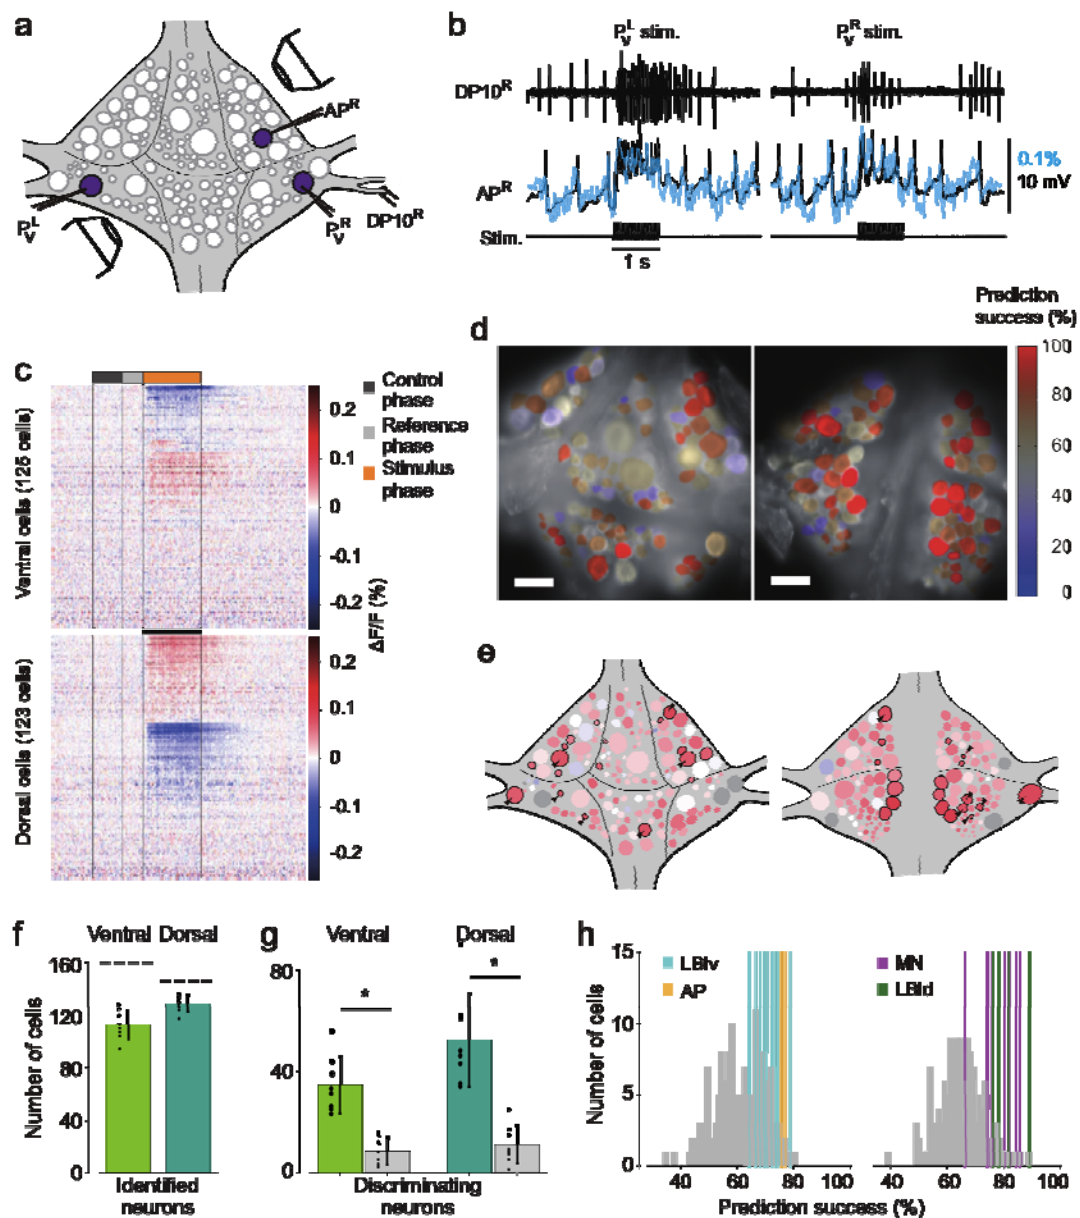 a
AP^R
P_v^L
P_v^R
DP10^R
b
P_v^L stim.
P_v^R stim.
DP10^R
AP^R
0.1%
10 mV
Stim.
1 s
c
Ventral cells (125 cells)
Dorsal cells (123 cells)
0.2
0.1
0
-0.1
-0.2
0.2
0.1
0
-0.1
-0.2
ΔF/F (%)
Control
phase
Reference
phase
Stimulus
phase
d
Prediction
success (%)
100
80
60
40
20
0
e
f
Ventral Dorsal
Number of cells
160
120
80
40
0
Identified
neurons
g
Ventral
Dorsal
*
*
80
40
0
Discriminating
neurons
h
Number of cells
15
10
5
0
LBIv
AP
MN
LBId
40
60
80
100
40
60
80
100
Prediction success (%)